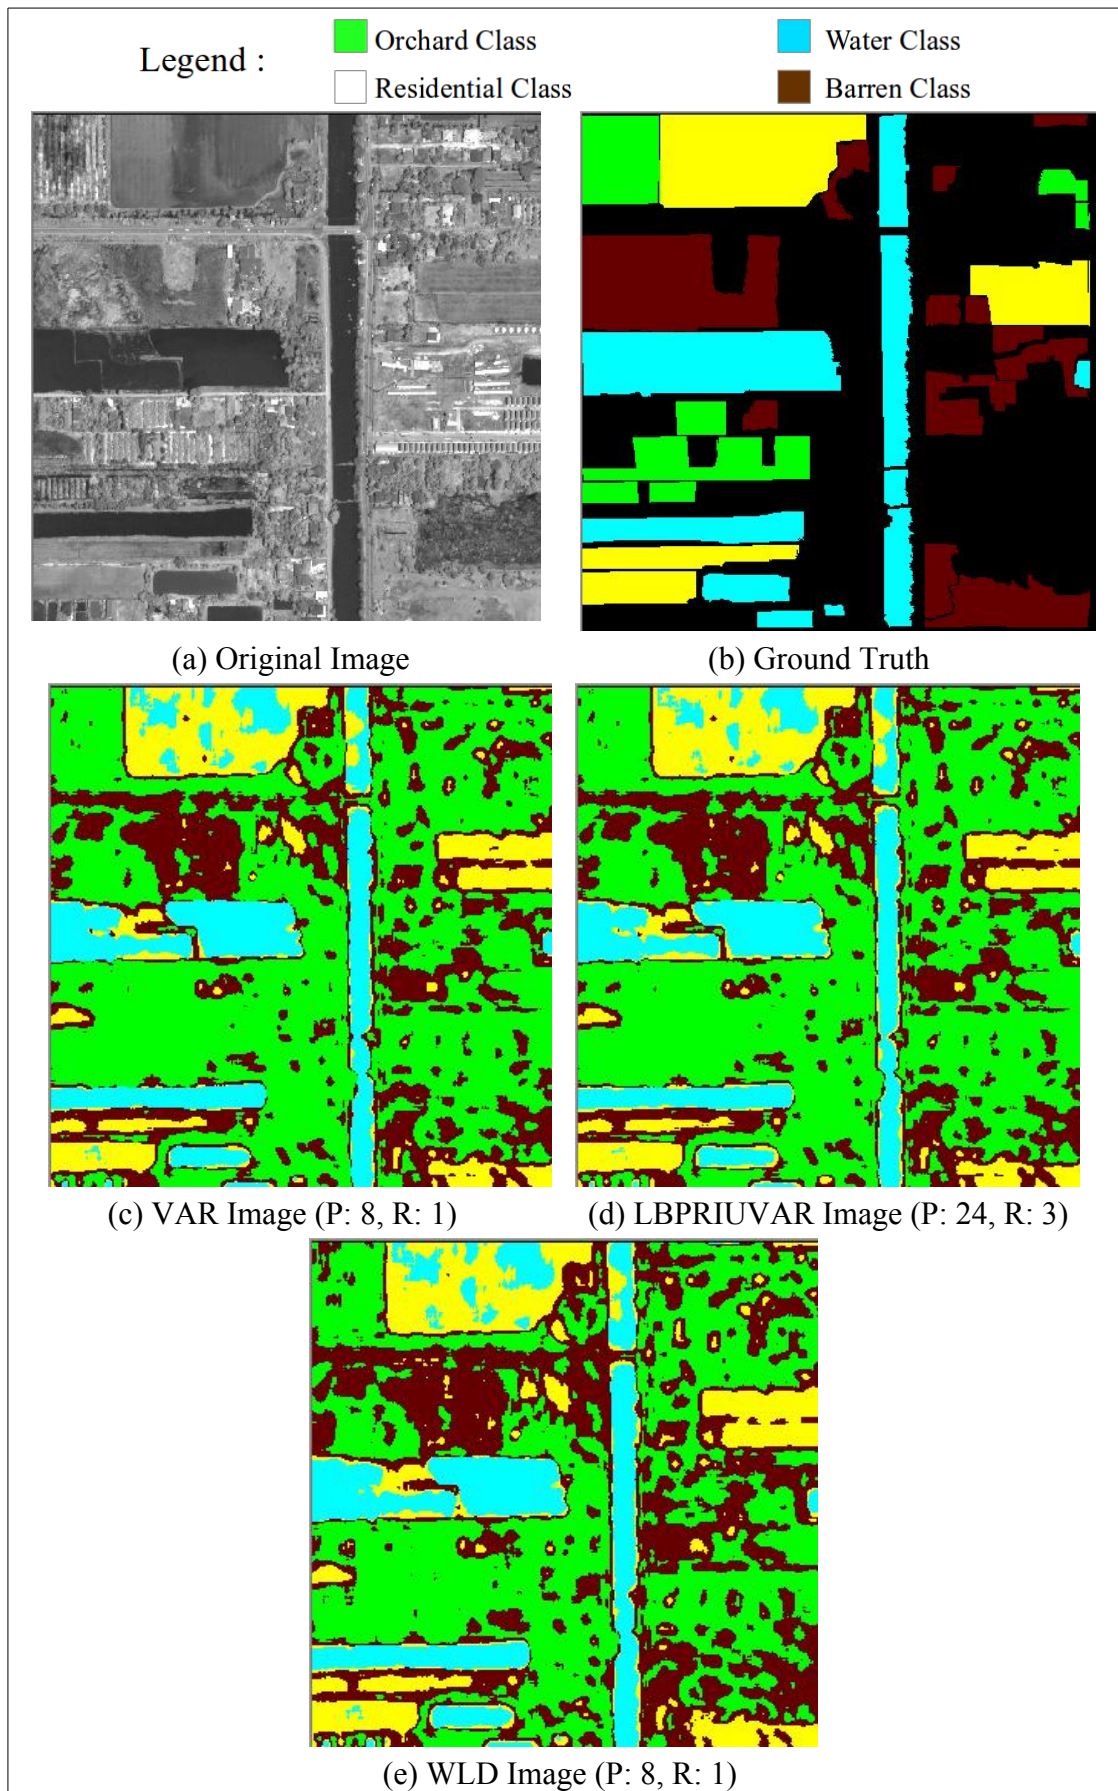 Legend :
Orchard Class
Water Class
Residential Class
Barren Class
(a) Original Image
(b) Ground Truth
(c) VAR Image (P: 8, R: 1)
(d) LBPRIUVAR Image (P: 24, R: 3)
(e) WLD Image (P: 8, R: 1)